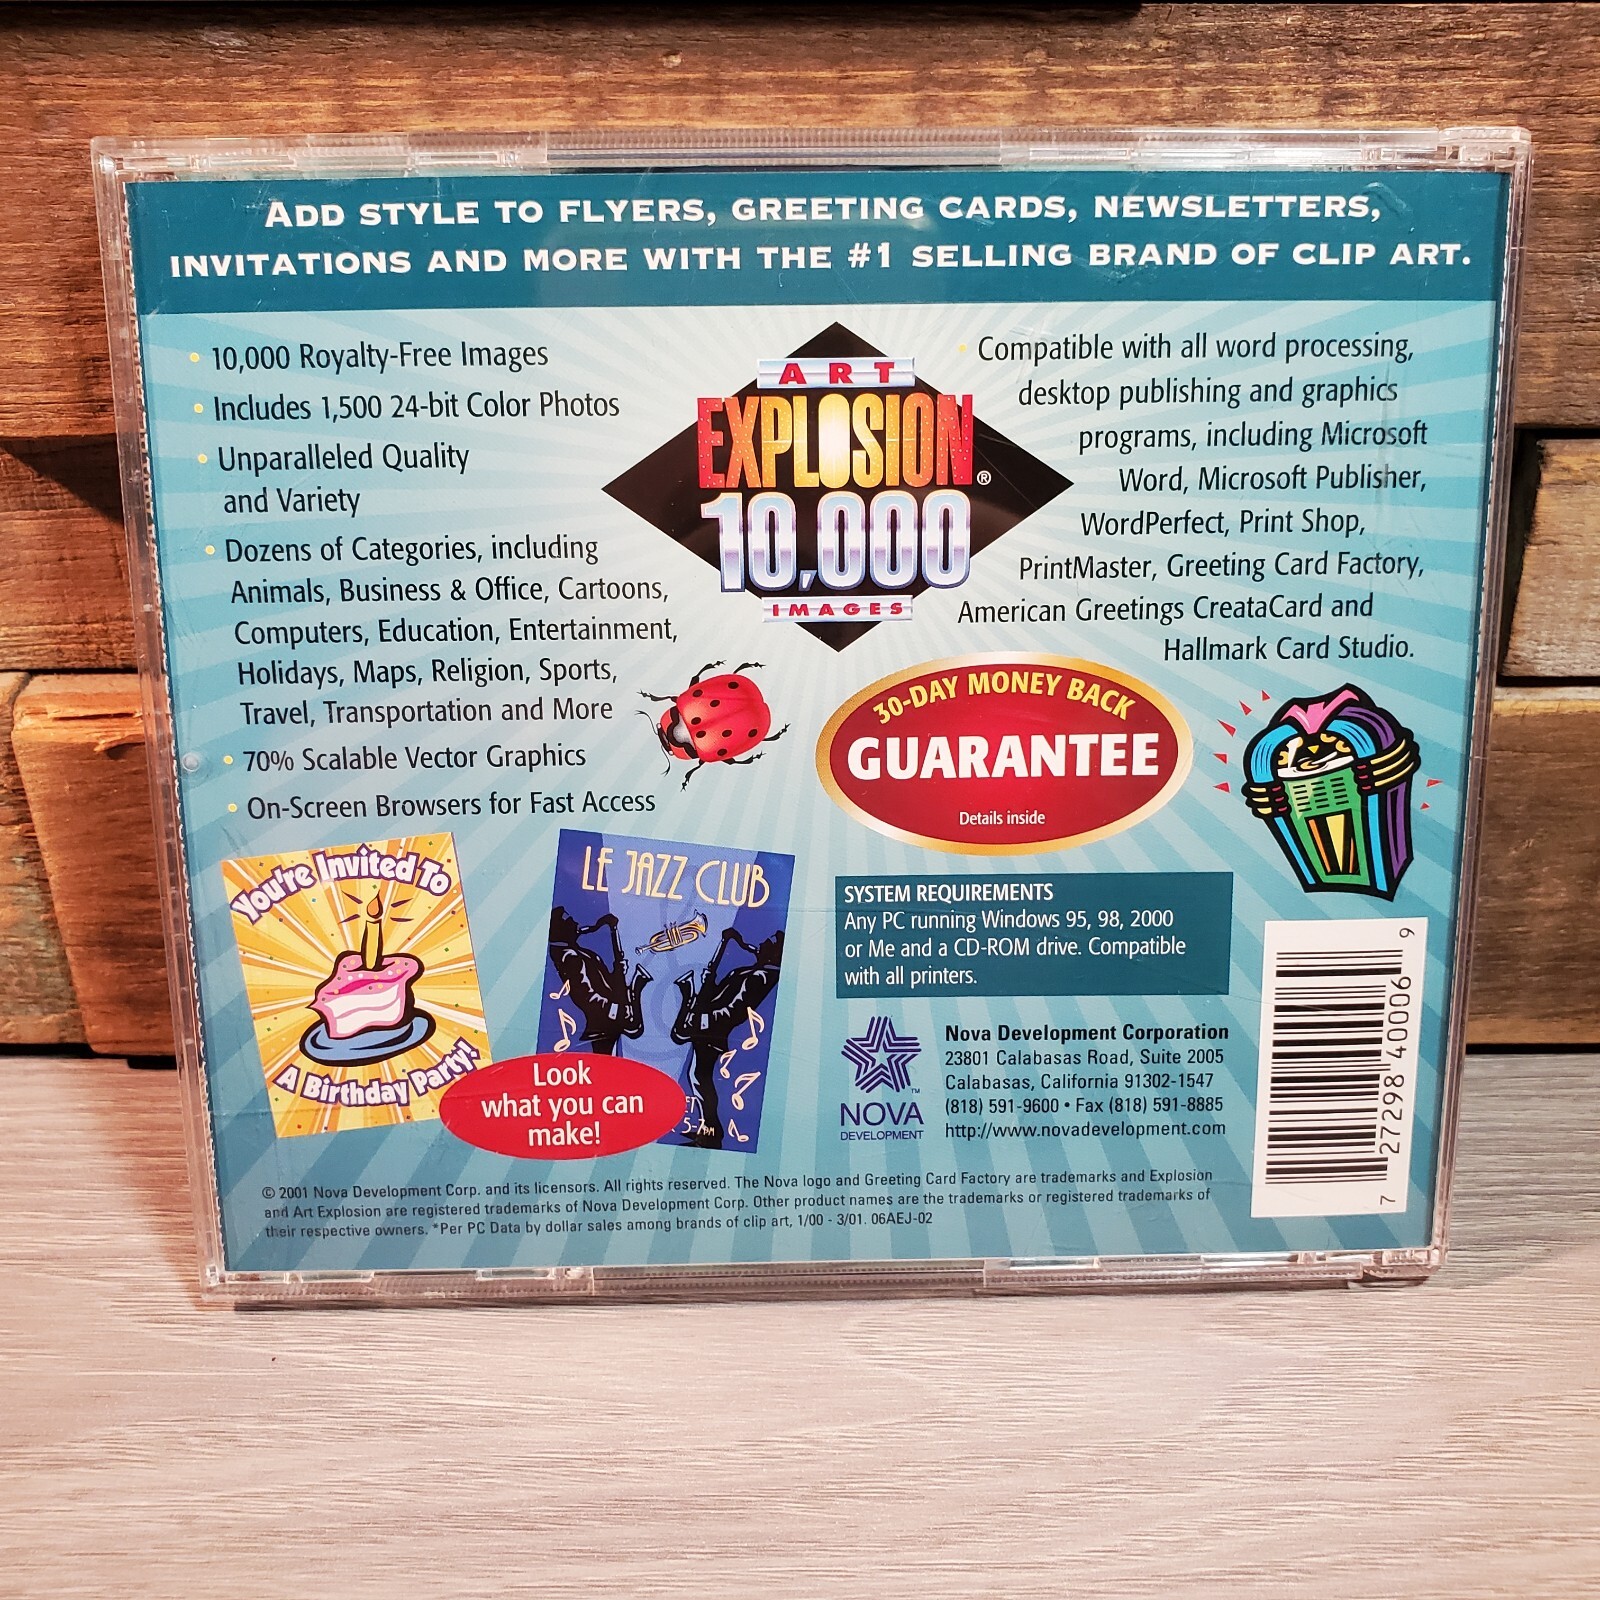 ADD STYLE TO FLYERS, GREETING CARDS, NEWSLETTERS,
INVITATIONS AND MORE WITH THE #1 SELLING BRAND OF CLIP ART.
• 10,000 Royalty-Free Images
• Includes 1,500 24-bit Color Photos
• Unparalleled Quality
and Variety
• Dozens of Categories, including
Animals, Business & Office, Cartoons,
Computers, Education, Entertainment,
Holidays, Maps, Religion, Sports,
Travel, Transportation and More
• 70% Scalable Vector Graphics
• On-Screen Browsers for Fast Access
ART
EXPLOSION®
10,000
IMAGES
• Compatible with all word processing,
desktop publishing and graphics
programs, including Microsoft
Word, Microsoft Publisher,
WordPerfect, Print Shop,
PrintMaster, Greeting Card Factory,
American Greetings CreataCard and
Hallmark Card Studio.
30-DAY MONEY BACK
GUARANTEE
Details inside
You're Invited To
A Birthday Party!
LE JAZZ CLUB
5-7PM
Look
what you can
make!
SYSTEM REQUIREMENTS
Any PC running Windows 95, 98, 2000
or Me and a CD-ROM drive. Compatible
with all printers.
NOVA
DEVELOPMENT
™
Nova Development Corporation
23801 Calabasas Road, Suite 2005
Calabasas, California 91302-1547
(818) 591-9600 • Fax (818) 591-8885
http://www.novadevelopment.com
7 27298 40006 9
© 2001 Nova Development Corp. and its licensors. All rights reserved. The Nova logo and Greeting Card Factory are trademarks and Explosion
and Art Explosion are registered trademarks of Nova Development Corp. Other product names are the trademarks or registered trademarks of
their respective owners. *Per PC Data by dollar sales among brands of clip art, 1/00 - 3/01. 06AEJ-02